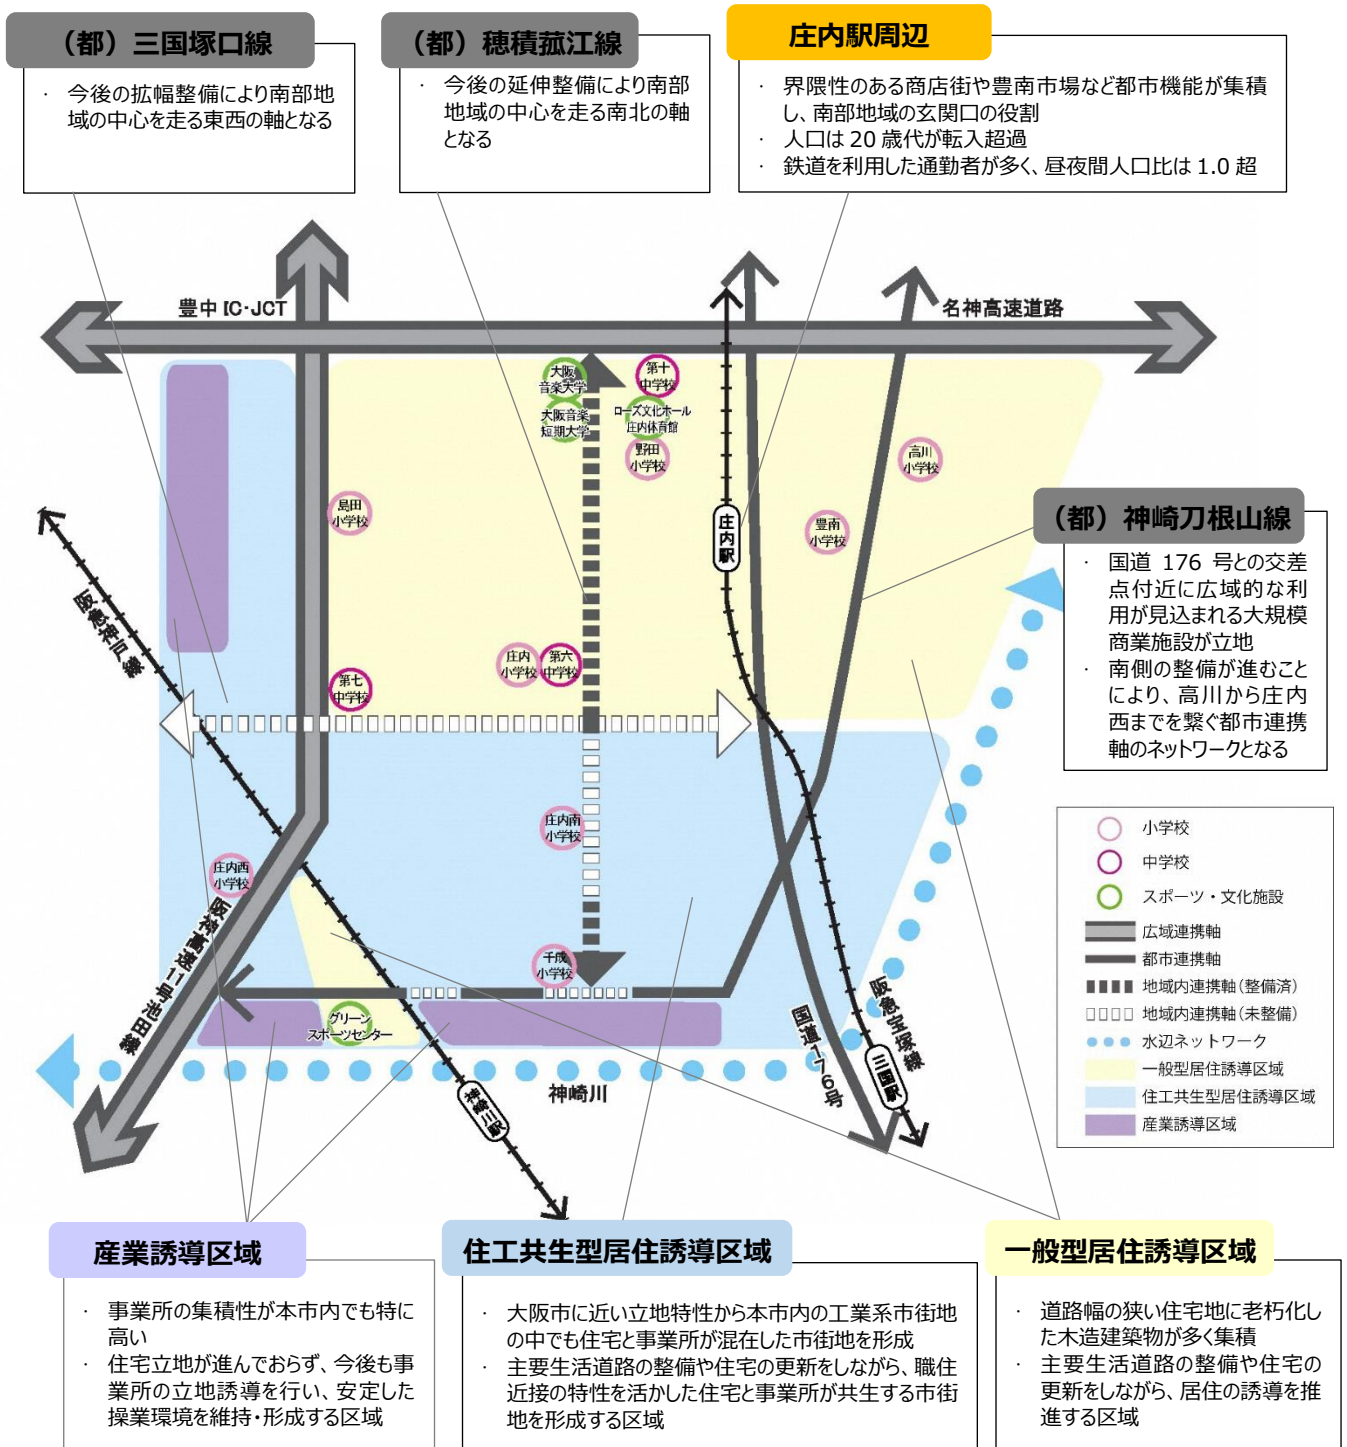 （都）三国塚口線
· 今後の拡幅整備により南部地
域の中心を走る東西の軸となる
（都）穂積菰江線
· 今後の延伸整備により南部
地域の中心を走る南北の軸
となる
庄内駅周辺
· 界隈性のある商店街や豊南市場など都市機能が集積
し、南部地域の玄関口の役割
· 人口は 20 歳代が転入超過
· 鉄道を利用した通勤者が多く、昼夜間人口比は 1.0 超
豊中 IC・JCT
名神高速道路
大阪
音楽大学
大阪音楽
短期大学
第十
中学校
ローズ文化ホール
庄内体育館
野田
小学校
高川
小学校
島田
小学校
庄内駅
豊南
小学校
阪急神戸線
庄内
小学校
第六
中学校
第七
中学校
（都）神崎刀根山線
· 国道 176 号との交差
点付近に広域的な利
用が見込まれる大規模
商業施設が立地
· 南側の整備が進むこと
により、高川から庄内
西までを繋ぐ都市連携
軸のネットワークとなる
庄内南
小学校
庄内西
小学校
阪神高速11号池田線
千成
小学校
グリーン
スポーツセンター
神崎川
神崎川駅
国道176号
三国駅
阪急宝塚線
小学校
中学校
スポーツ・文化施設
広域連携軸
都市連携軸
地域内連携軸（整備済）
地域内連携軸（未整備）
水辺ネットワーク
一般型居住誘導区域
住工共生型居住誘導区域
産業誘導区域
産業誘導区域
· 事業所の集積性が本市内でも特に
高い
· 住宅立地が進んでおらず、今後も事
業所の立地誘導を行い、安定した
操業環境を維持・形成する区域
住工共生型居住誘導区域
· 大阪市に近い立地特性から本市内の工業系市街地
の中でも住宅と事業所が混在した市街地を形成
· 主要生活道路の整備や住宅の更新をしながら、職住
近接の特性を活かした住宅と事業所が共生する市街
地を形成する区域
一般型居住誘導区域
· 道路幅の狭い住宅地に老朽化し
た木造建築物が多く集積
· 主要生活道路の整備や住宅の
更新をしながら、居住の誘導を推
進する区域